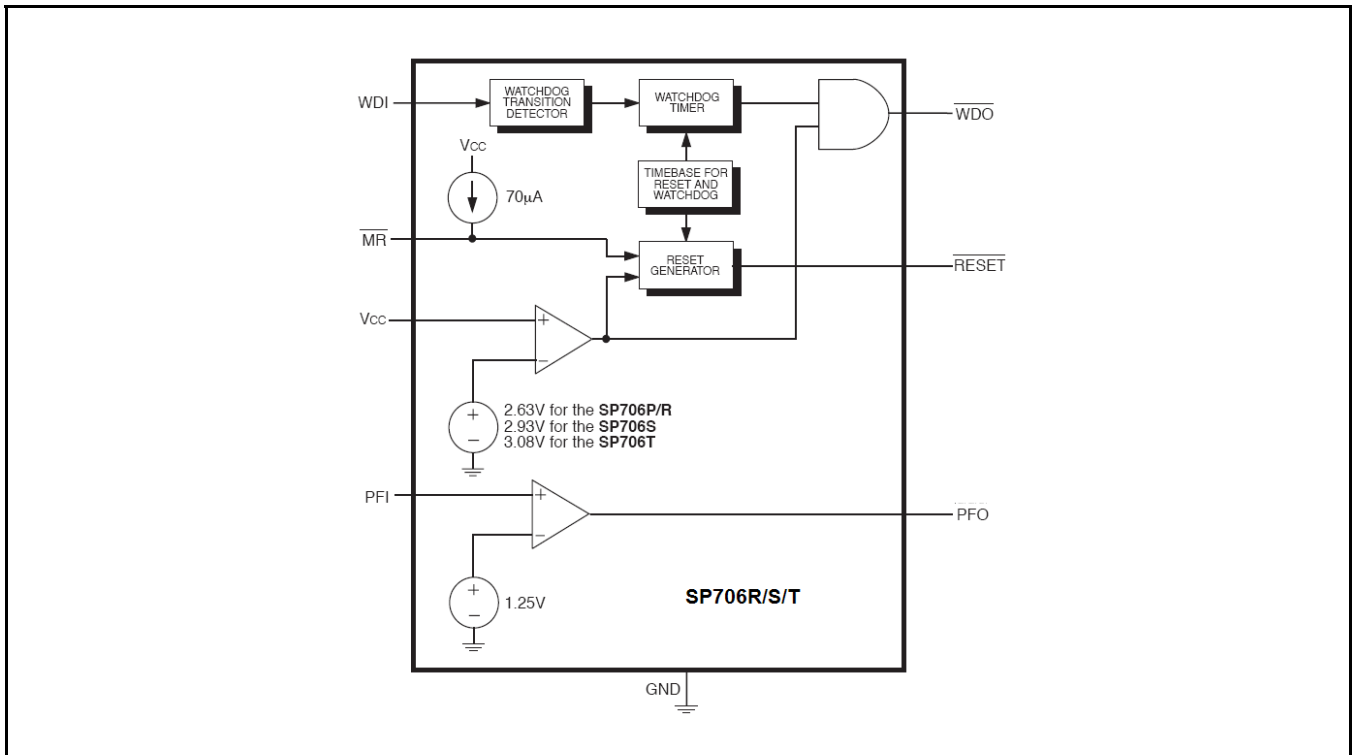 WDI
WATCHDOG
TRANSITION
DETECTOR
WATCHDOG
TIMER
WDO
VCC
70µA
TIMEBASE FOR
RESET AND
WATCHDOG
MR
RESET
GENERATOR
RESET
VCC
+
−
+
−
2.63V for the SP706P/R
2.93V for the SP706S
3.08V for the SP706T
PFI
+
−
PFO
+
−
1.25V
SP706R/S/T
GND